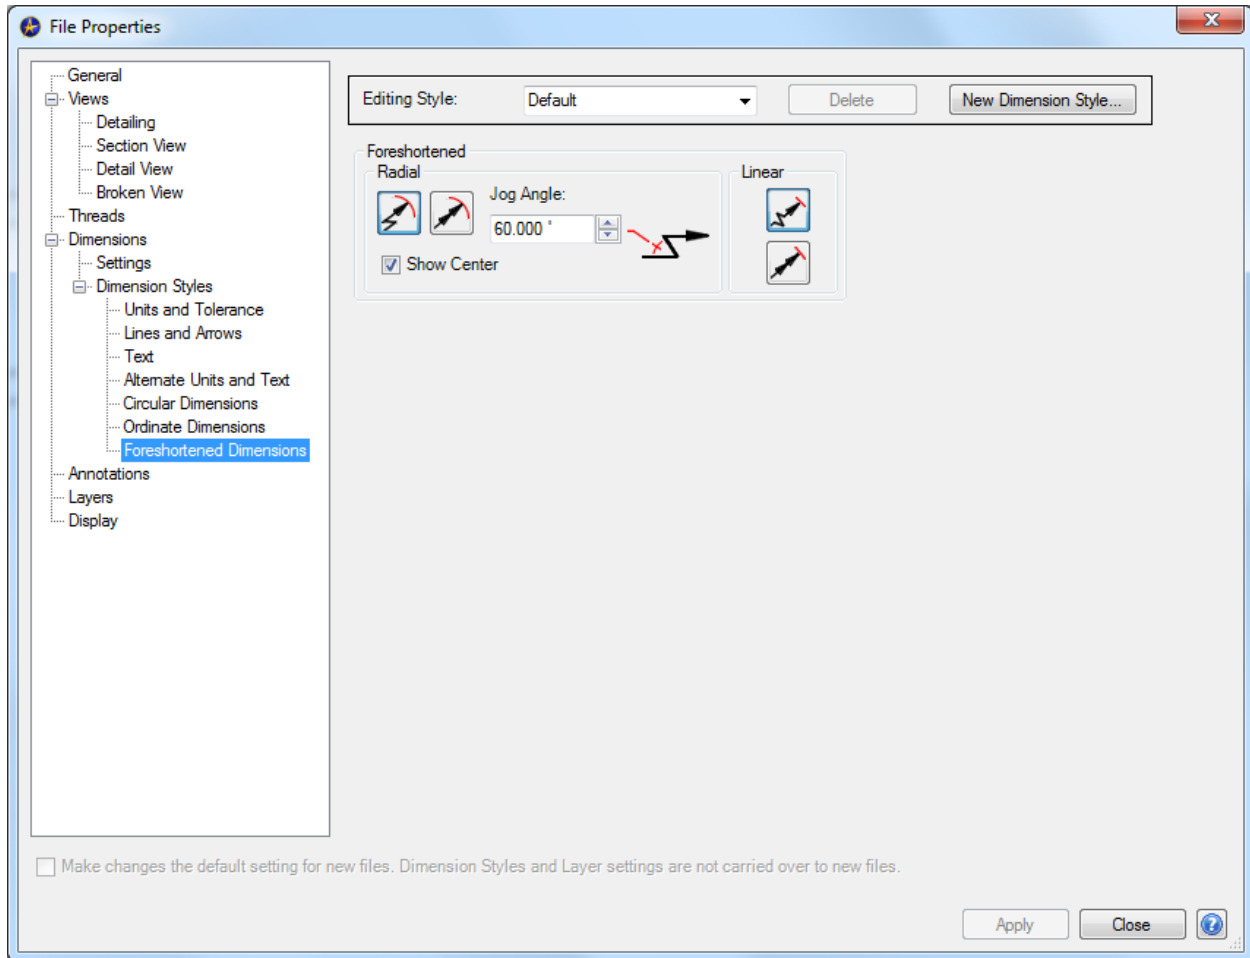 File Properties
General
Views
Detailing
Section View
Detail View
Broken View
Threads
Dimensions
Settings
Dimension Styles
Units and Tolerance
Lines and Arrows
Text
Alternate Units and Text
Circular Dimensions
Ordinate Dimensions
Foreshortened Dimensions
Annotations
Layers
Display
Editing Style: Default Delete New Dimension Style...
Foreshortened
Radial
Jog Angle:
60.000 °
Show Center
Linear
Make changes the default setting for new files. Dimension Styles and Layer settings are not carried over to new files.
Apply Close ?